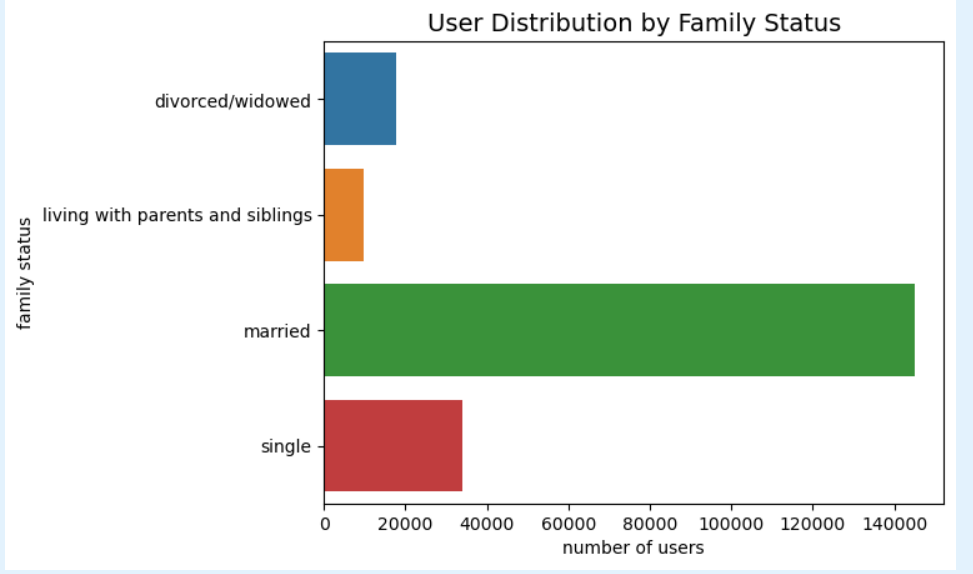 User Distribution by Family Status
divorced/widowed
living with parents and siblings
married
single
family status
0 20000 40000 60000 80000 100000 120000 140000
number of users